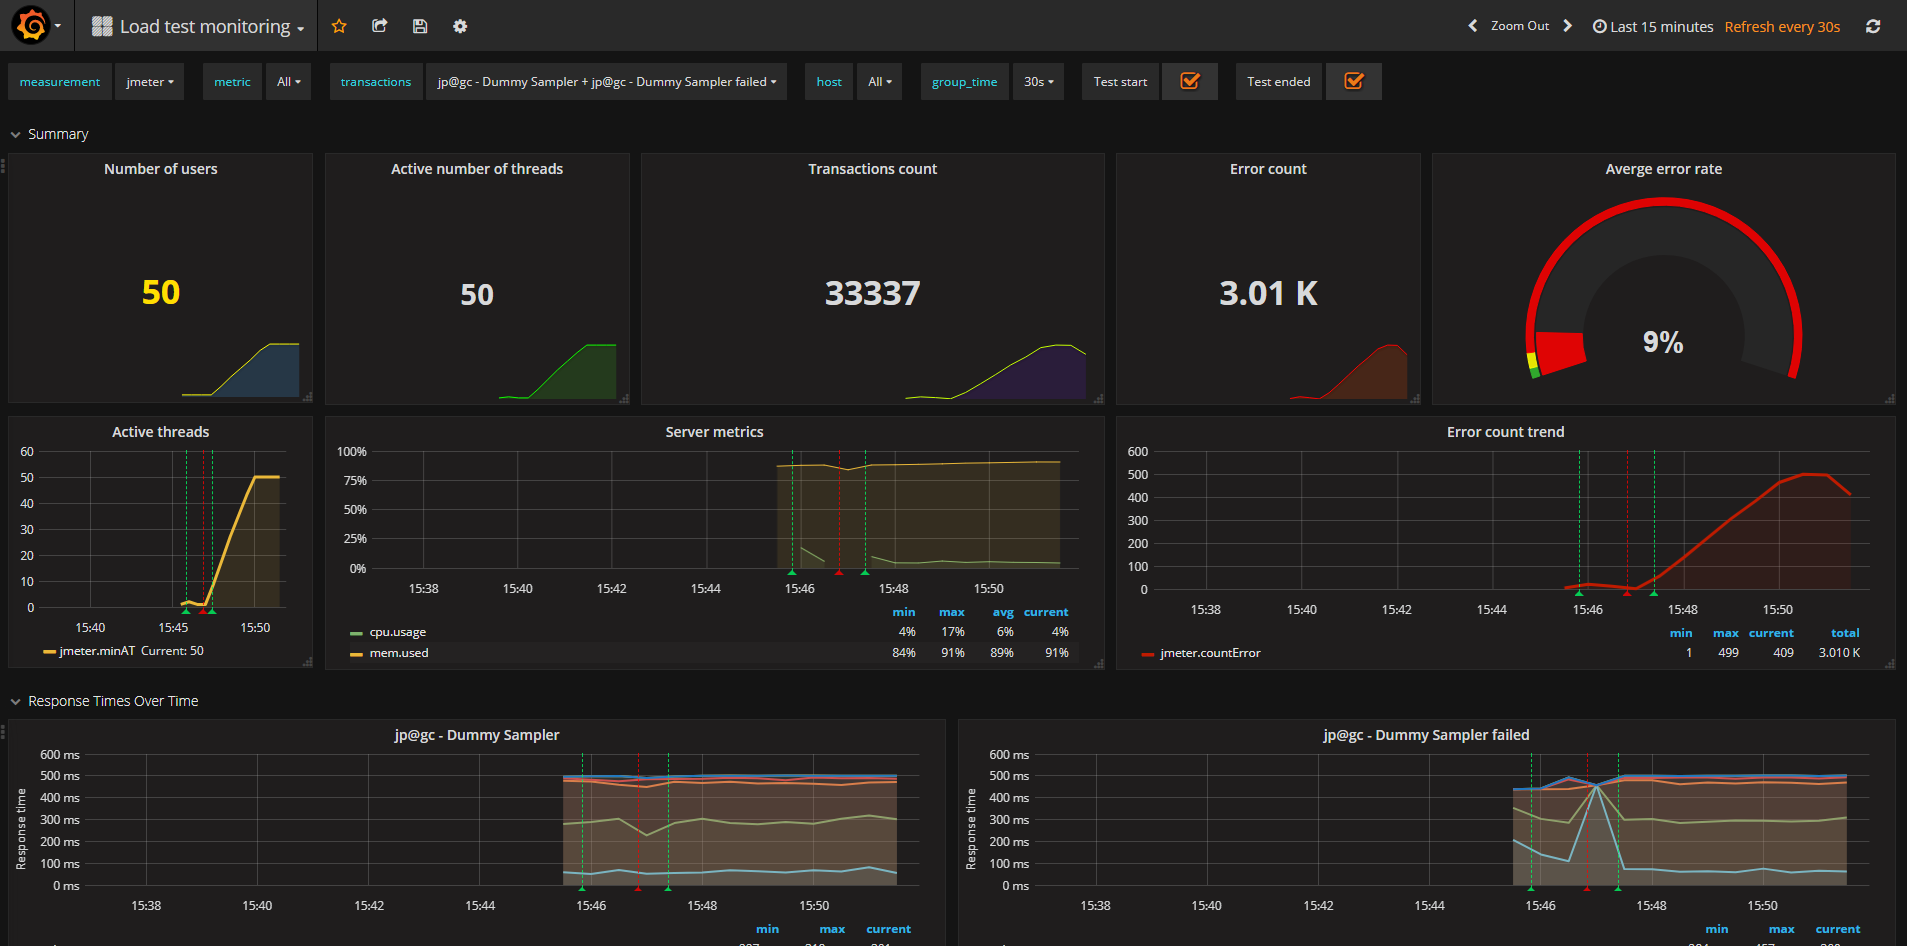 Load test monitoring
Zoom Out Last 15 minutes Refresh every 30s
measurement jmeter metric All transactions jp@gc - Dummy Sampler + jp@gc - Dummy Sampler failed host All group_time 30s Test start Test ended
Summary
Number of users
50
Active number of threads
50
Transactions count
33337
Error count
3.01 K
Averge error rate
9%
Active threads
60
50
40
30
20
10
0
15:40 15:45 15:50
jmeter.minAT Current: 50
Server metrics
100%
75%
50%
25%
0%
15:38 15:40 15:42 15:44 15:46 15:48 15:50
min max avg current
cpu.usage 4% 17% 6% 4%
mem.used 84% 91% 89% 91%
Error count trend
600
500
400
300
200
100
0
15:38 15:40 15:42 15:44 15:46 15:48 15:50
min max current total
jmeter.countError 1 499 409 3.010 K
Response Times Over Time
jp@gc - Dummy Sampler
Response time
600 ms
500 ms
400 ms
300 ms
200 ms
100 ms
0 ms
15:38 15:40 15:42 15:44 15:46 15:48 15:50
min max current
jp@gc - Dummy Sampler failed
Response time
600 ms
500 ms
400 ms
300 ms
200 ms
100 ms
0 ms
15:38 15:40 15:42 15:44 15:46 15:48 15:50
min max current